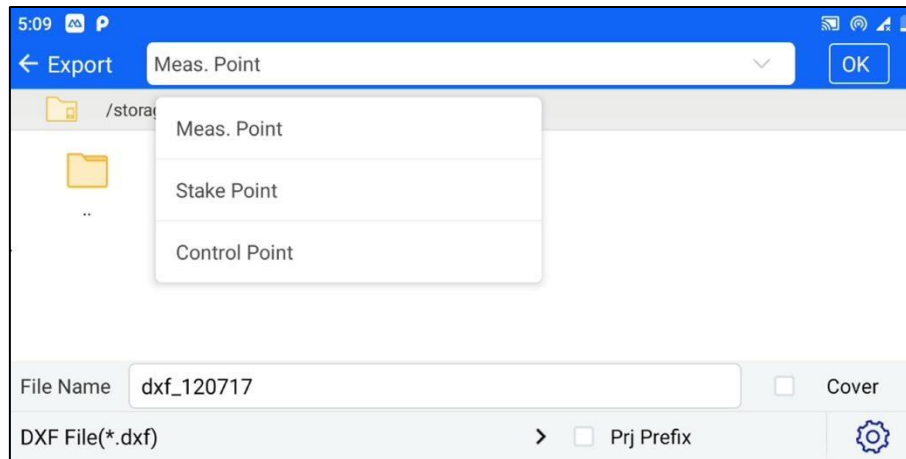 5:09
Export
Meas. Point
OK
Meas. Point
Stake Point
Control Point
..
File Name
dxf_120717
Cover
DXF File(*.dxf)
Prj Prefix